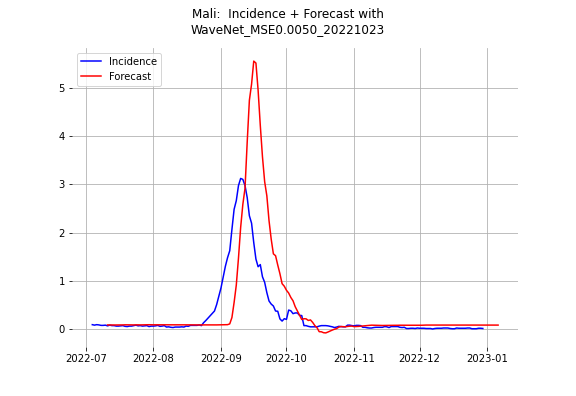 Mali:  Incidence + Forecast with
WaveNet_MSE0.0050_20221023
Incidence
Forecast
5
4
3
2
1
0
2022-07 2022-08 2022-09 2022-10 2022-11 2022-12 2023-01